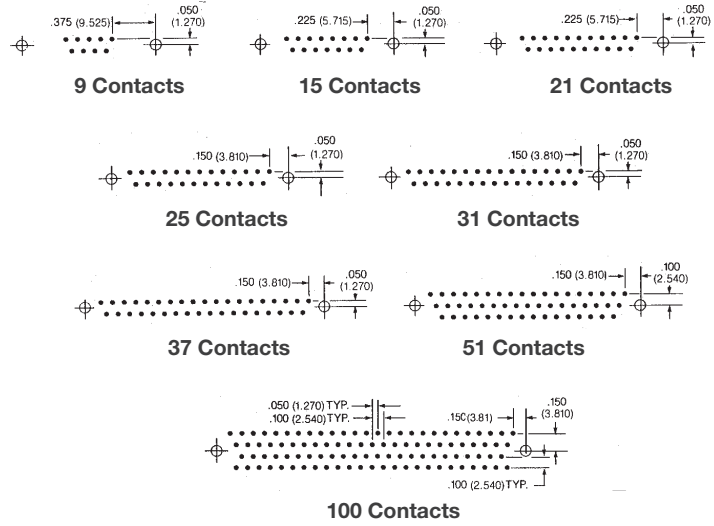 .375 (9.525)
.050
(1.270)
9 Contacts
.225 (5.715)
.050
(1.270)
15 Contacts
.225 (5.715)
.050
(1.270)
21 Contacts
.150 (3.810)
.050
(1.270)
25 Contacts
.150 (3.810)
.050
(1.270)
31 Contacts
.150 (3.810)
.050
(1.270)
37 Contacts
.150 (3.810)
.100
(2.540)
51 Contacts
.050 (1.270) TYP.
.100 (2.540) TYP.
.150 (3.81)
.150
(3.810)
.100 (2.540) TYP.
100 Contacts